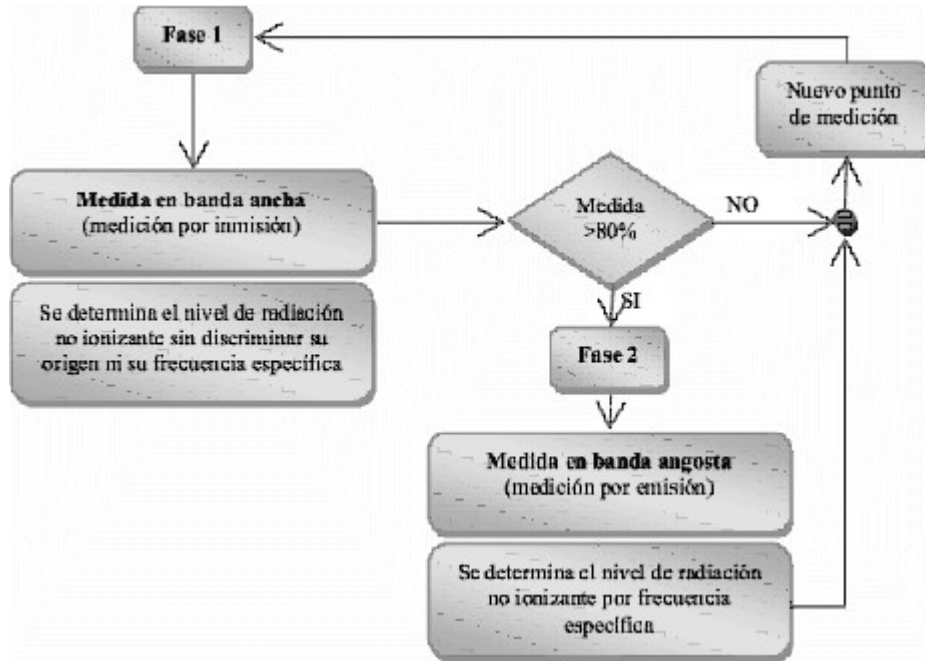 Fase 1
Nuevo punto
de medición
Medida en banda ancha
(medición por inmisión)
Medida
>80%
NO
Se determina el nivel de radiación
no ionizante sin discriminar su
origen ni su frecuencia específica
SI
Fase 2
Medida en banda angosta
(medición por emisión)
Se determina el nivel de radiación
no ionizante por frecuencia
específica